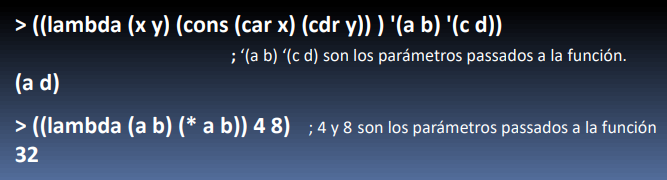 > ((lambda (x y) (cons (car x) (cdr y)) ) '(a b) '(c d))
; ‘(a b) ‘(c d) son los parámetros passados a la función.
(a d)
> ((lambda (a b) (* a b)) 4 8) ; 4 y 8 son los parámetros passados a la función
32